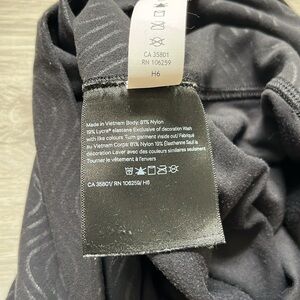 CA 35801
RN 106259
H6
Made in Vietnam Body: 81% Nylon
19% Lycra® elastane Exclusive of decoration Wash
with like colours Turn garment inside out/ Fabriqué
au Vietnam Corps: 81% Nylon 19% Élasthanne Sauf la
décoration Laver avec des couleurs similaires seulement
Tourner le vêtement à l'envers
CA 35801/ RN 106259/ H6